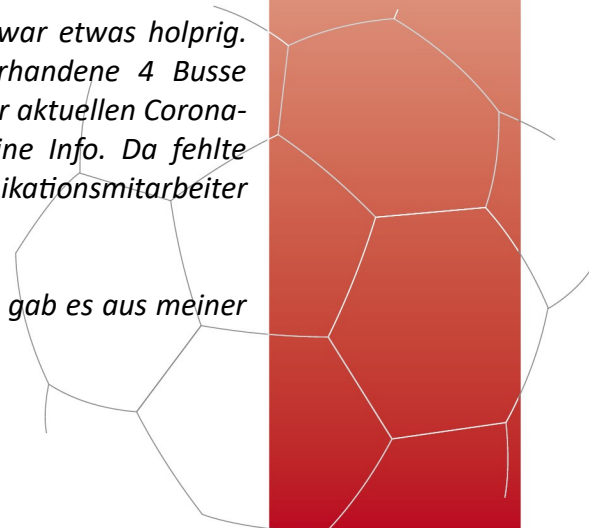 war etwas holprig.
rhandene 4 Busse
r aktuellen Corona-
ine Info. Da fehlte
ikationsmitarbeiter
gab es aus meiner